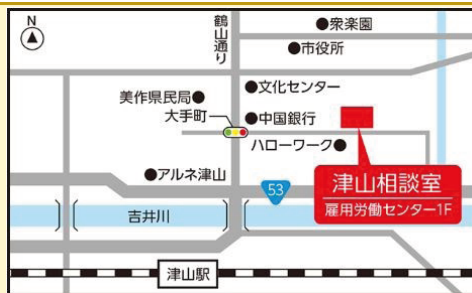 N
鶴山通り
衆楽園
市役所
文化センター
美作県民局
大手町
中国銀行
ハローワーク
アルネ津山
53
津山相談室
雇用労働センター1F
吉井川
津山駅